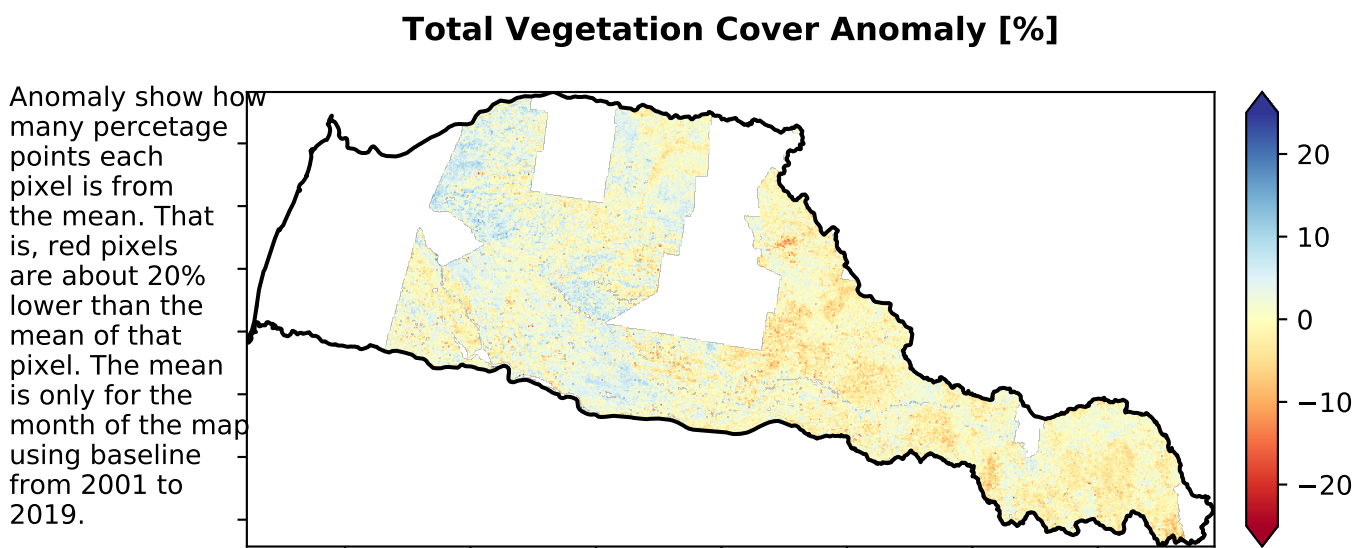 Total Vegetation Cover Anomaly [%]
Anomaly show how
many percetage
points each
pixel is from
the mean. That
is, red pixels
are about 20%
lower than the
mean of that
pixel. The mean
is only for the
month of the map
using baseline
from 2001 to
2019.
20
10
0
−10
−20